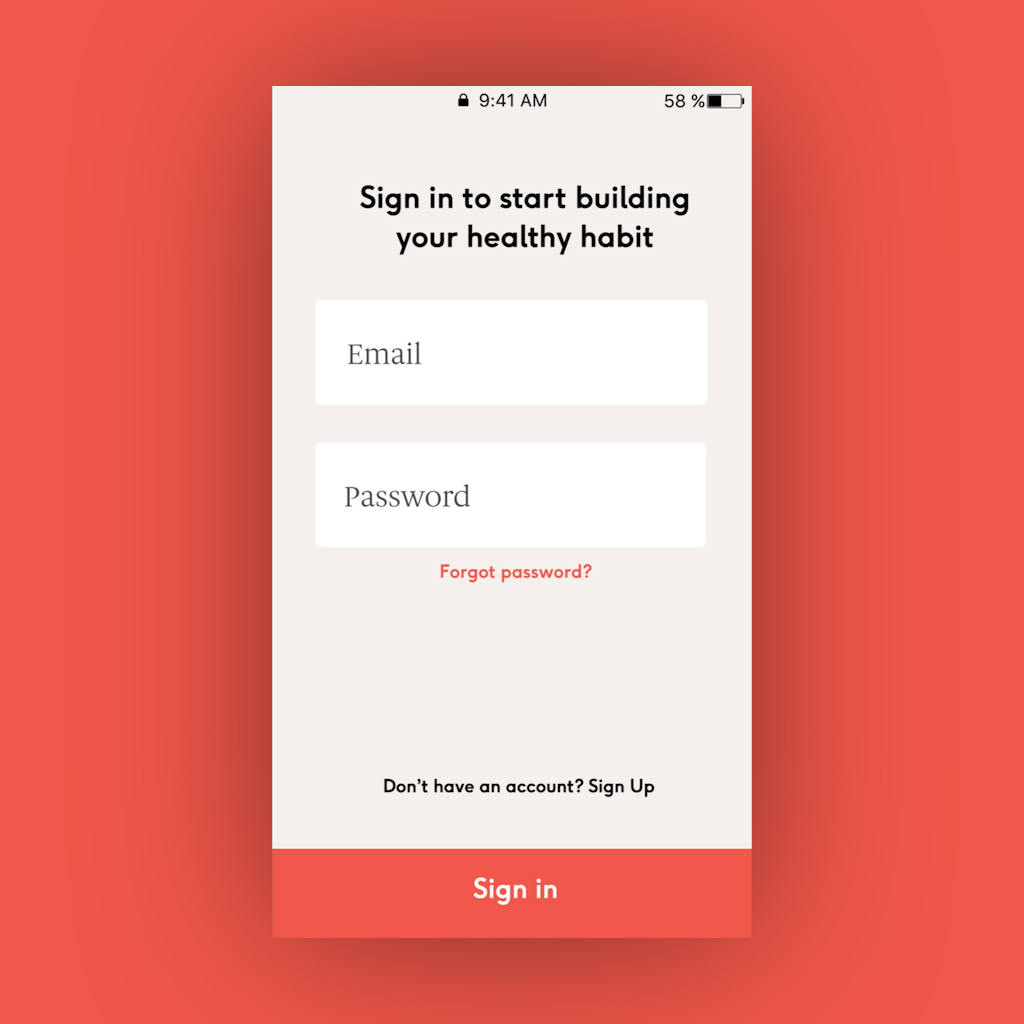 9:41 AM 58 %
Sign in to start building
your healthy habit
Email
Password
Forgot password?
Don’t have an account? Sign Up
Sign in